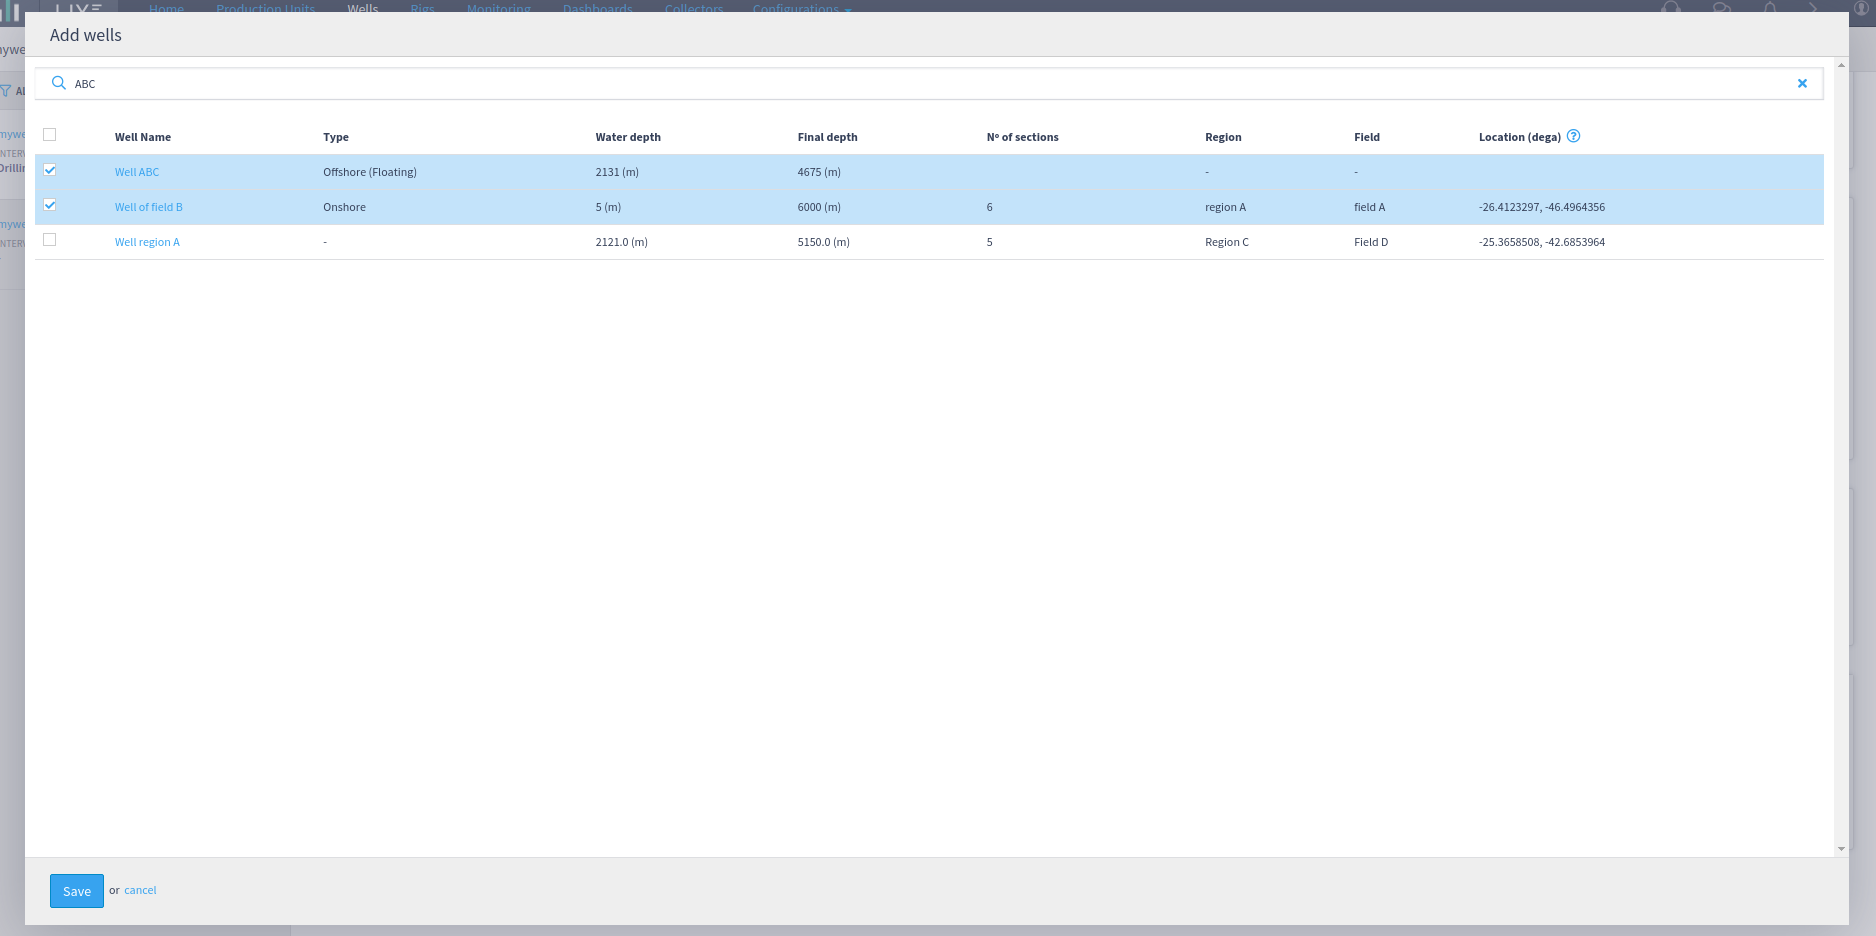 LIVE Home Production Units Wells Rigs Monitoring Dashboards Collectors Configurations
Add wells
ABC
Well Name Type Water depth Final depth Nº of sections Region Field Location (dega) ?
Well ABC Offshore (Floating) 2131 (m) 4675 (m) - -
Well of field B Onshore 5 (m) 6000 (m) 6 region A field A -26.4123297, -46.4964356
Well region A - 2121.0 (m) 5150.0 (m) 5 Region C Field D -25.3658508, -42.6853964
Save or cancel